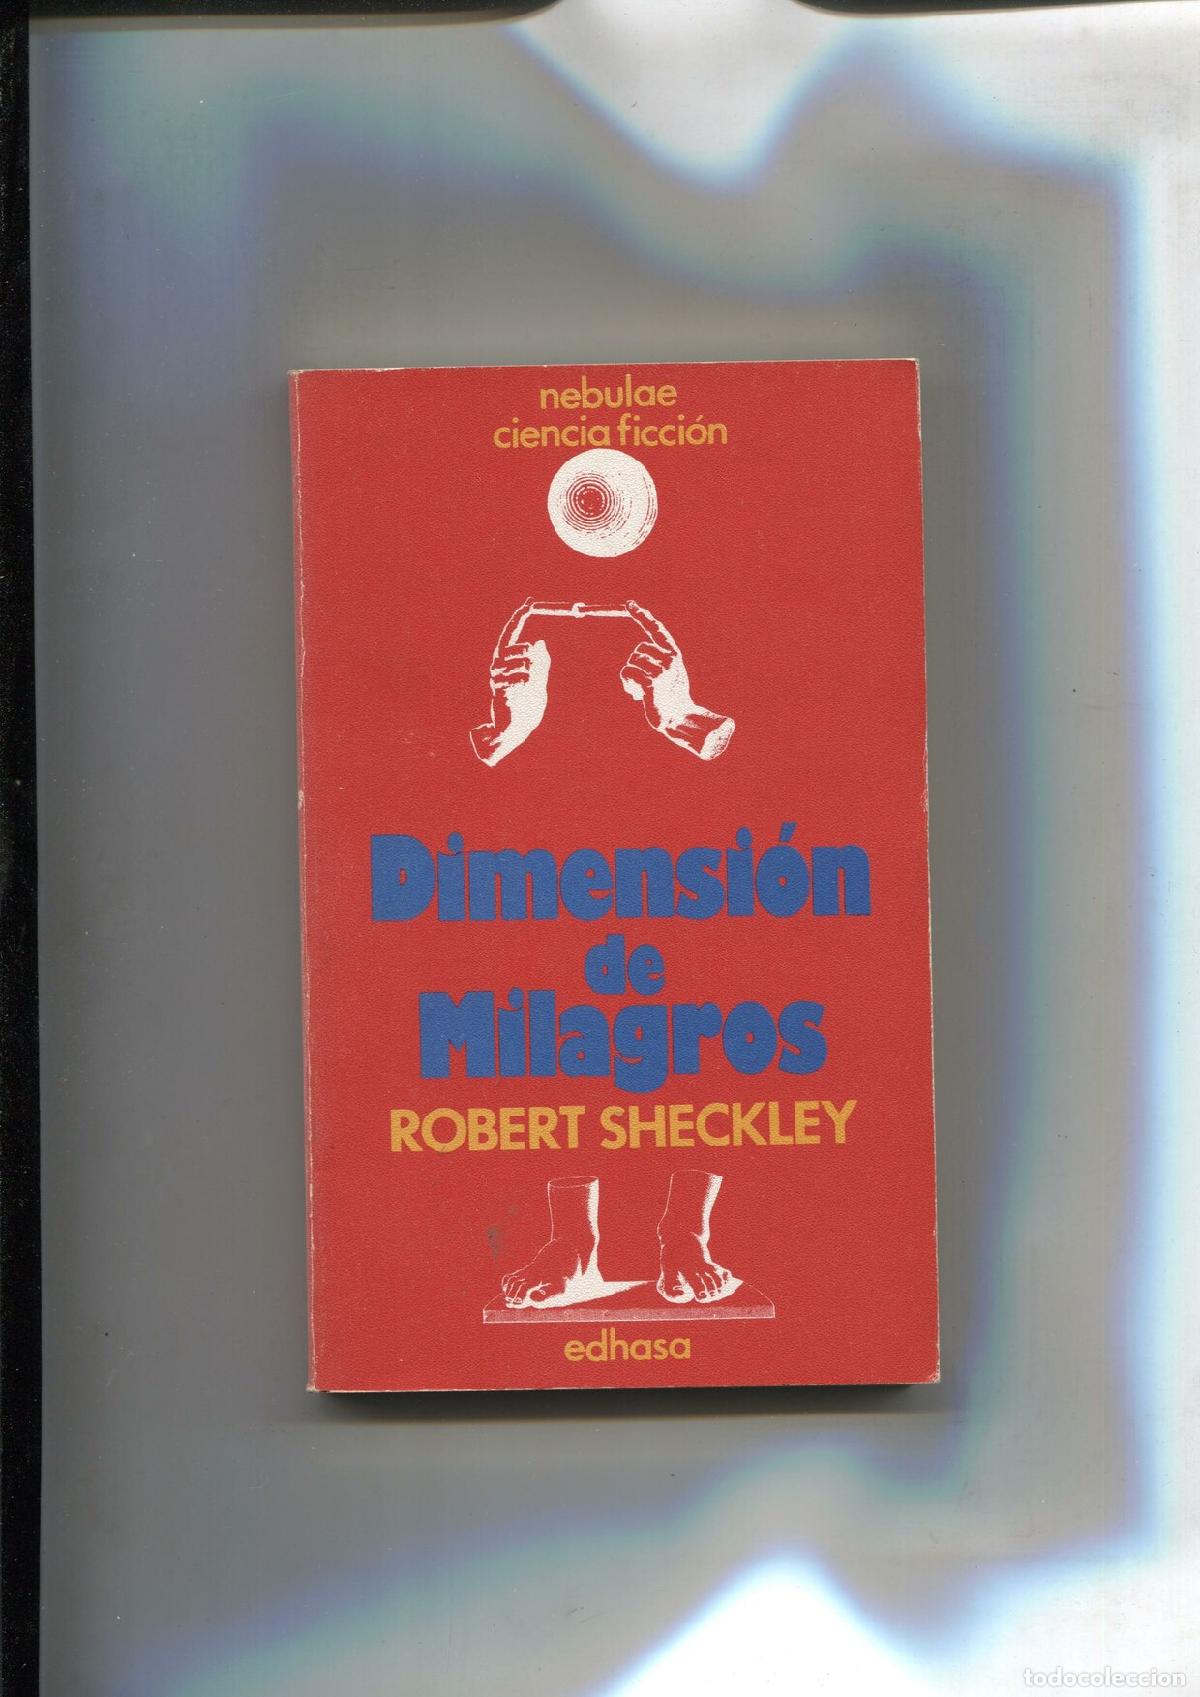 nebulae
ciencia ficción
Dimensión
de
Milagros
ROBERT SHECKLEY
edhasa
todocoleccion